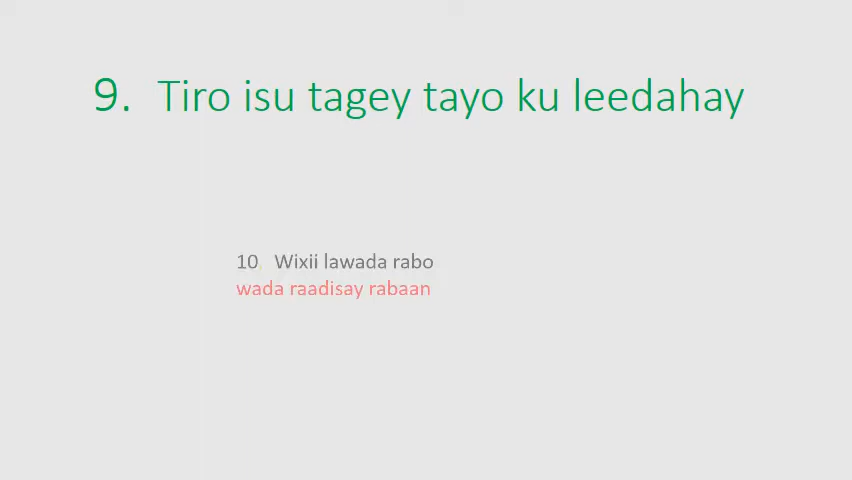 9. Tiro isu tagey tayo ku leedahay
10. Wixii lawada rabo
wada raadisay rabaan